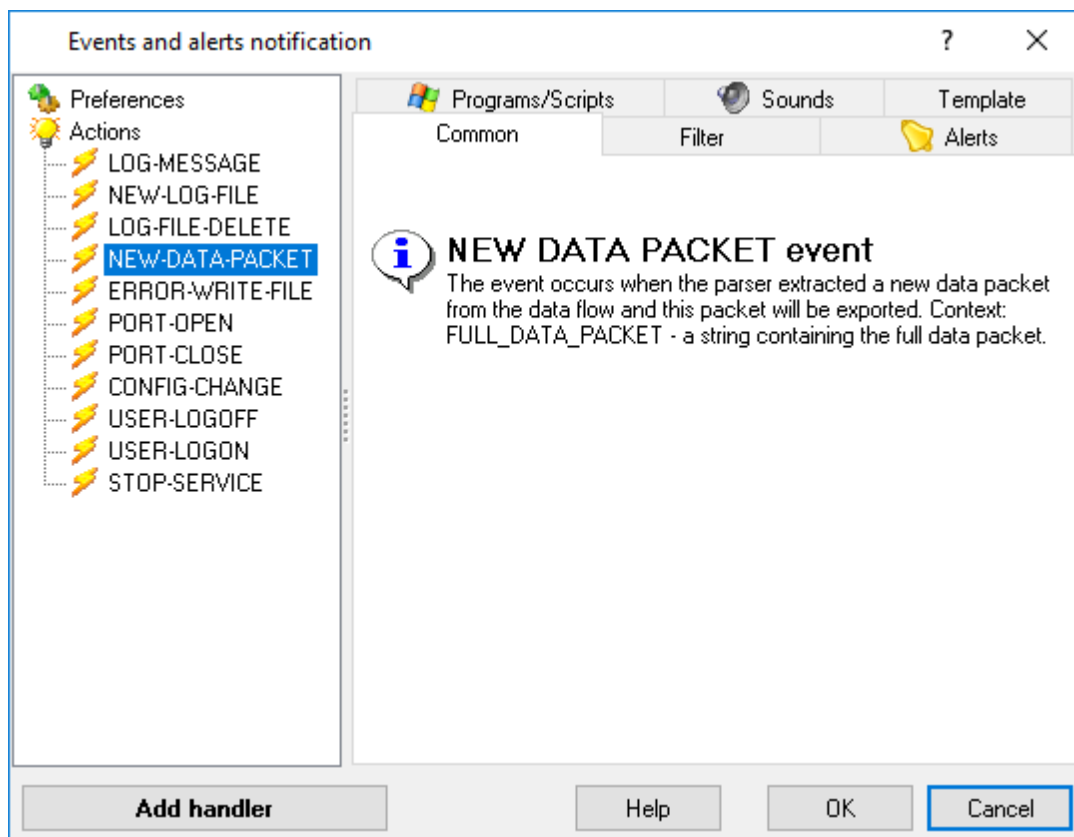 Events and alerts notification
?
Preferences
Actions
LOG-MESSAGE
NEW-LOG-FILE
LOG-FILE-DELETE
NEW-DATA-PACKET
ERROR-WRITE-FILE
PORT-OPEN
PORT-CLOSE
CONFIG-CHANGE
USER-LOGOFF
USER-LOGON
STOP-SERVICE
Programs/Scripts
Sounds
Template
Common
Filter
Alerts
NEW DATA PACKET event
The event occurs when the parser extracted a new data packet
from the data flow and this packet will be exported. Context:
FULL_DATA_PACKET - a string containing the full data packet.
Add handler
Help
OK
Cancel